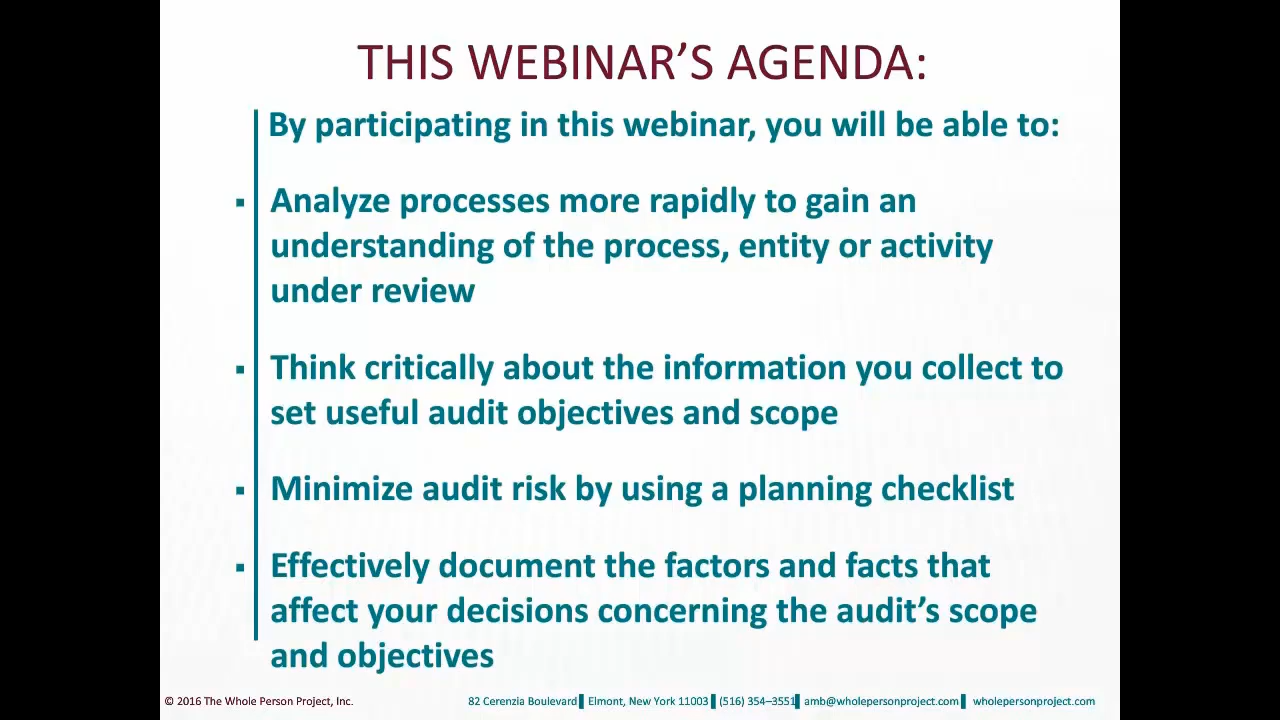 THIS WEBINAR’S AGENDA:
By participating in this webinar, you will be able to:
▪ Analyze processes more rapidly to gain an
understanding of the process, entity or activity
under review
▪ Think critically about the information you collect to
set useful audit objectives and scope
▪ Minimize audit risk by using a planning checklist
▪ Effectively document the factors and facts that
affect your decisions concerning the audit’s scope
and objectives
© 2016 The Whole Person Project, Inc.
82 Cerenzia Boulevard▐ Elmont, New York 11003▐ (516) 354–3551▌ amb@wholepersonproject.com▐ wholepersonproject.com